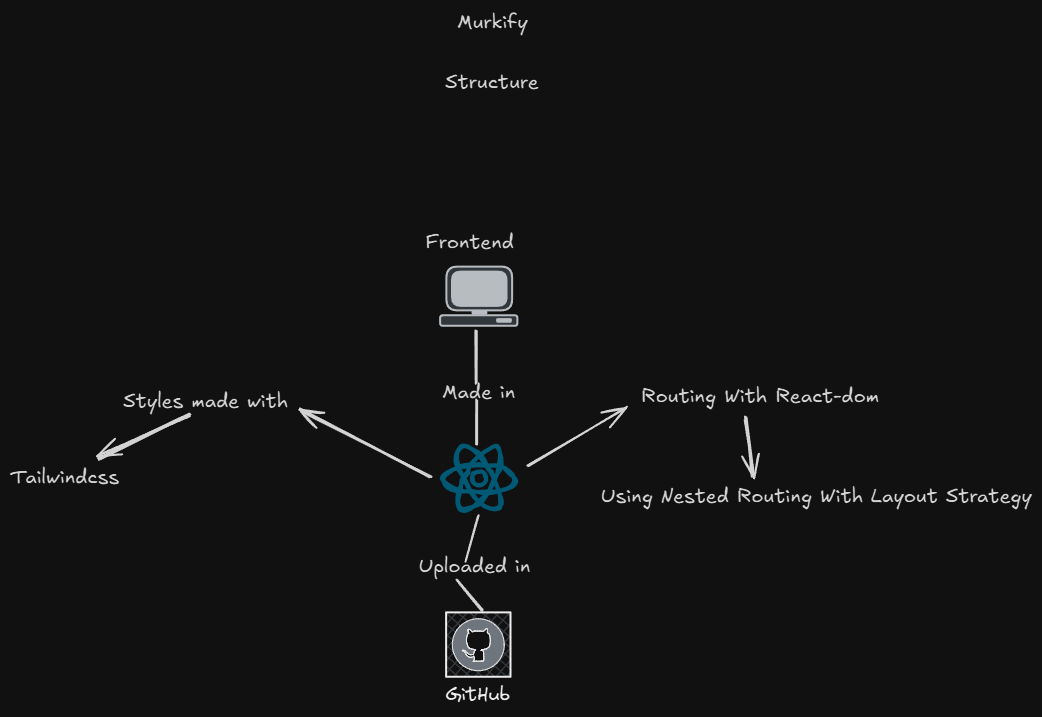 Murkify
Structure
Frontend
Made in
Styles made with
Routing With React-dom
Tailwindcss
Using Nested Routing With Layout Strategy
Uploaded in
GitHub